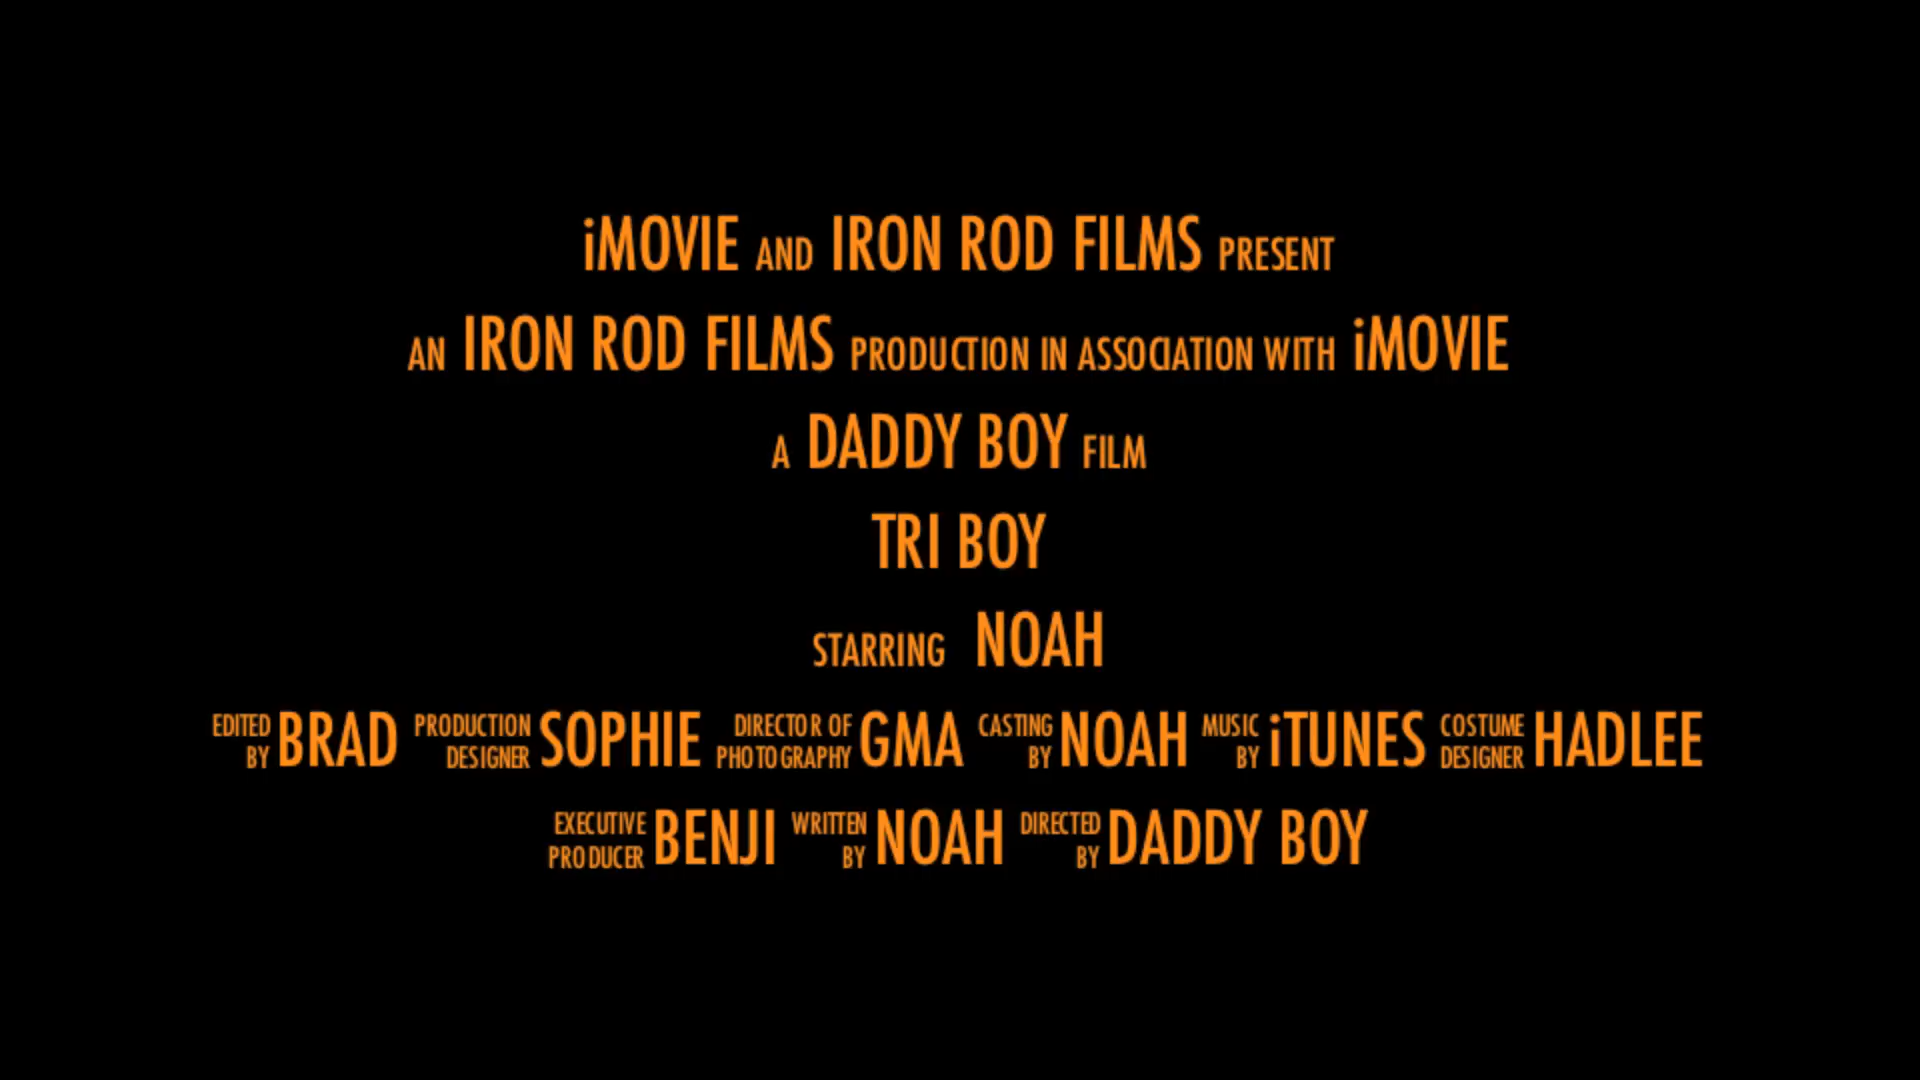 iMOVIE AND IRON ROD FILMS PRESENT
AN IRON ROD FILMS PRODUCTION IN ASSOCIATION WITH iMOVIE
A DADDY BOY FILM
TRI BOY
STARRING NOAH
EDITED BY BRAD PRODUCTION DESIGNER SOPHIE DIRECTOR OF PHOTOGRAPHY GMA CASTING BY NOAH MUSIC BY iTUNES COSTUME DESIGNER HADLEE
EXECUTIVE PRODUCER BENJI WRITTEN BY NOAH DIRECTED BY DADDY BOY